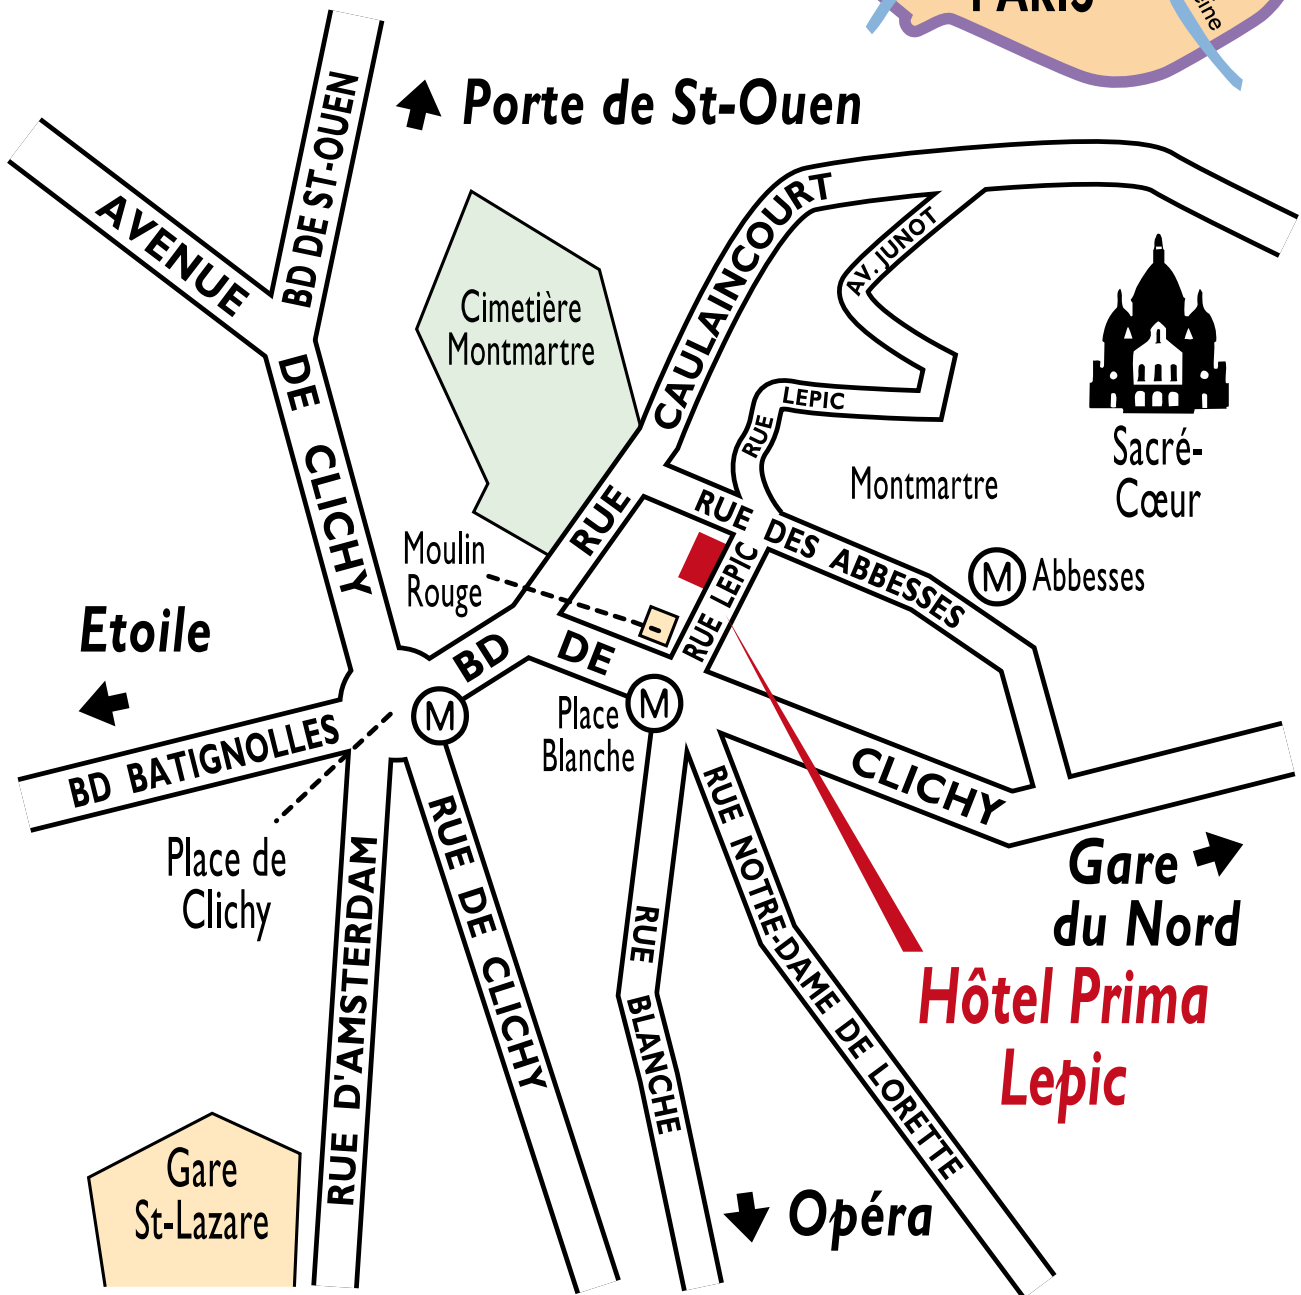 PARIS
Seine
Porte de St-Ouen
BD DE ST-OUEN
AVENUE
DE CLICHY
Cimetière
Montmartre
RUE CAULAINCOURT
AV. JUNOT
RUE LEPIC
Sacré-
Cœur
Montmartre
RUE DES ABBESSES
M Abbesses
Moulin
Rouge
RUE LEPIC
Etoile
BD DE CLICHY
M
M
Place
Blanche
BD BATIGNOLLES
Place de
Clichy
RUE D'AMSTERDAM
RUE DE CLICHY
RUE BLANCHE
RUE NOTRE-DAME DE LORETTE
Gare
du Nord
Hôtel Prima
Lepic
Gare
St-Lazare
Opéra